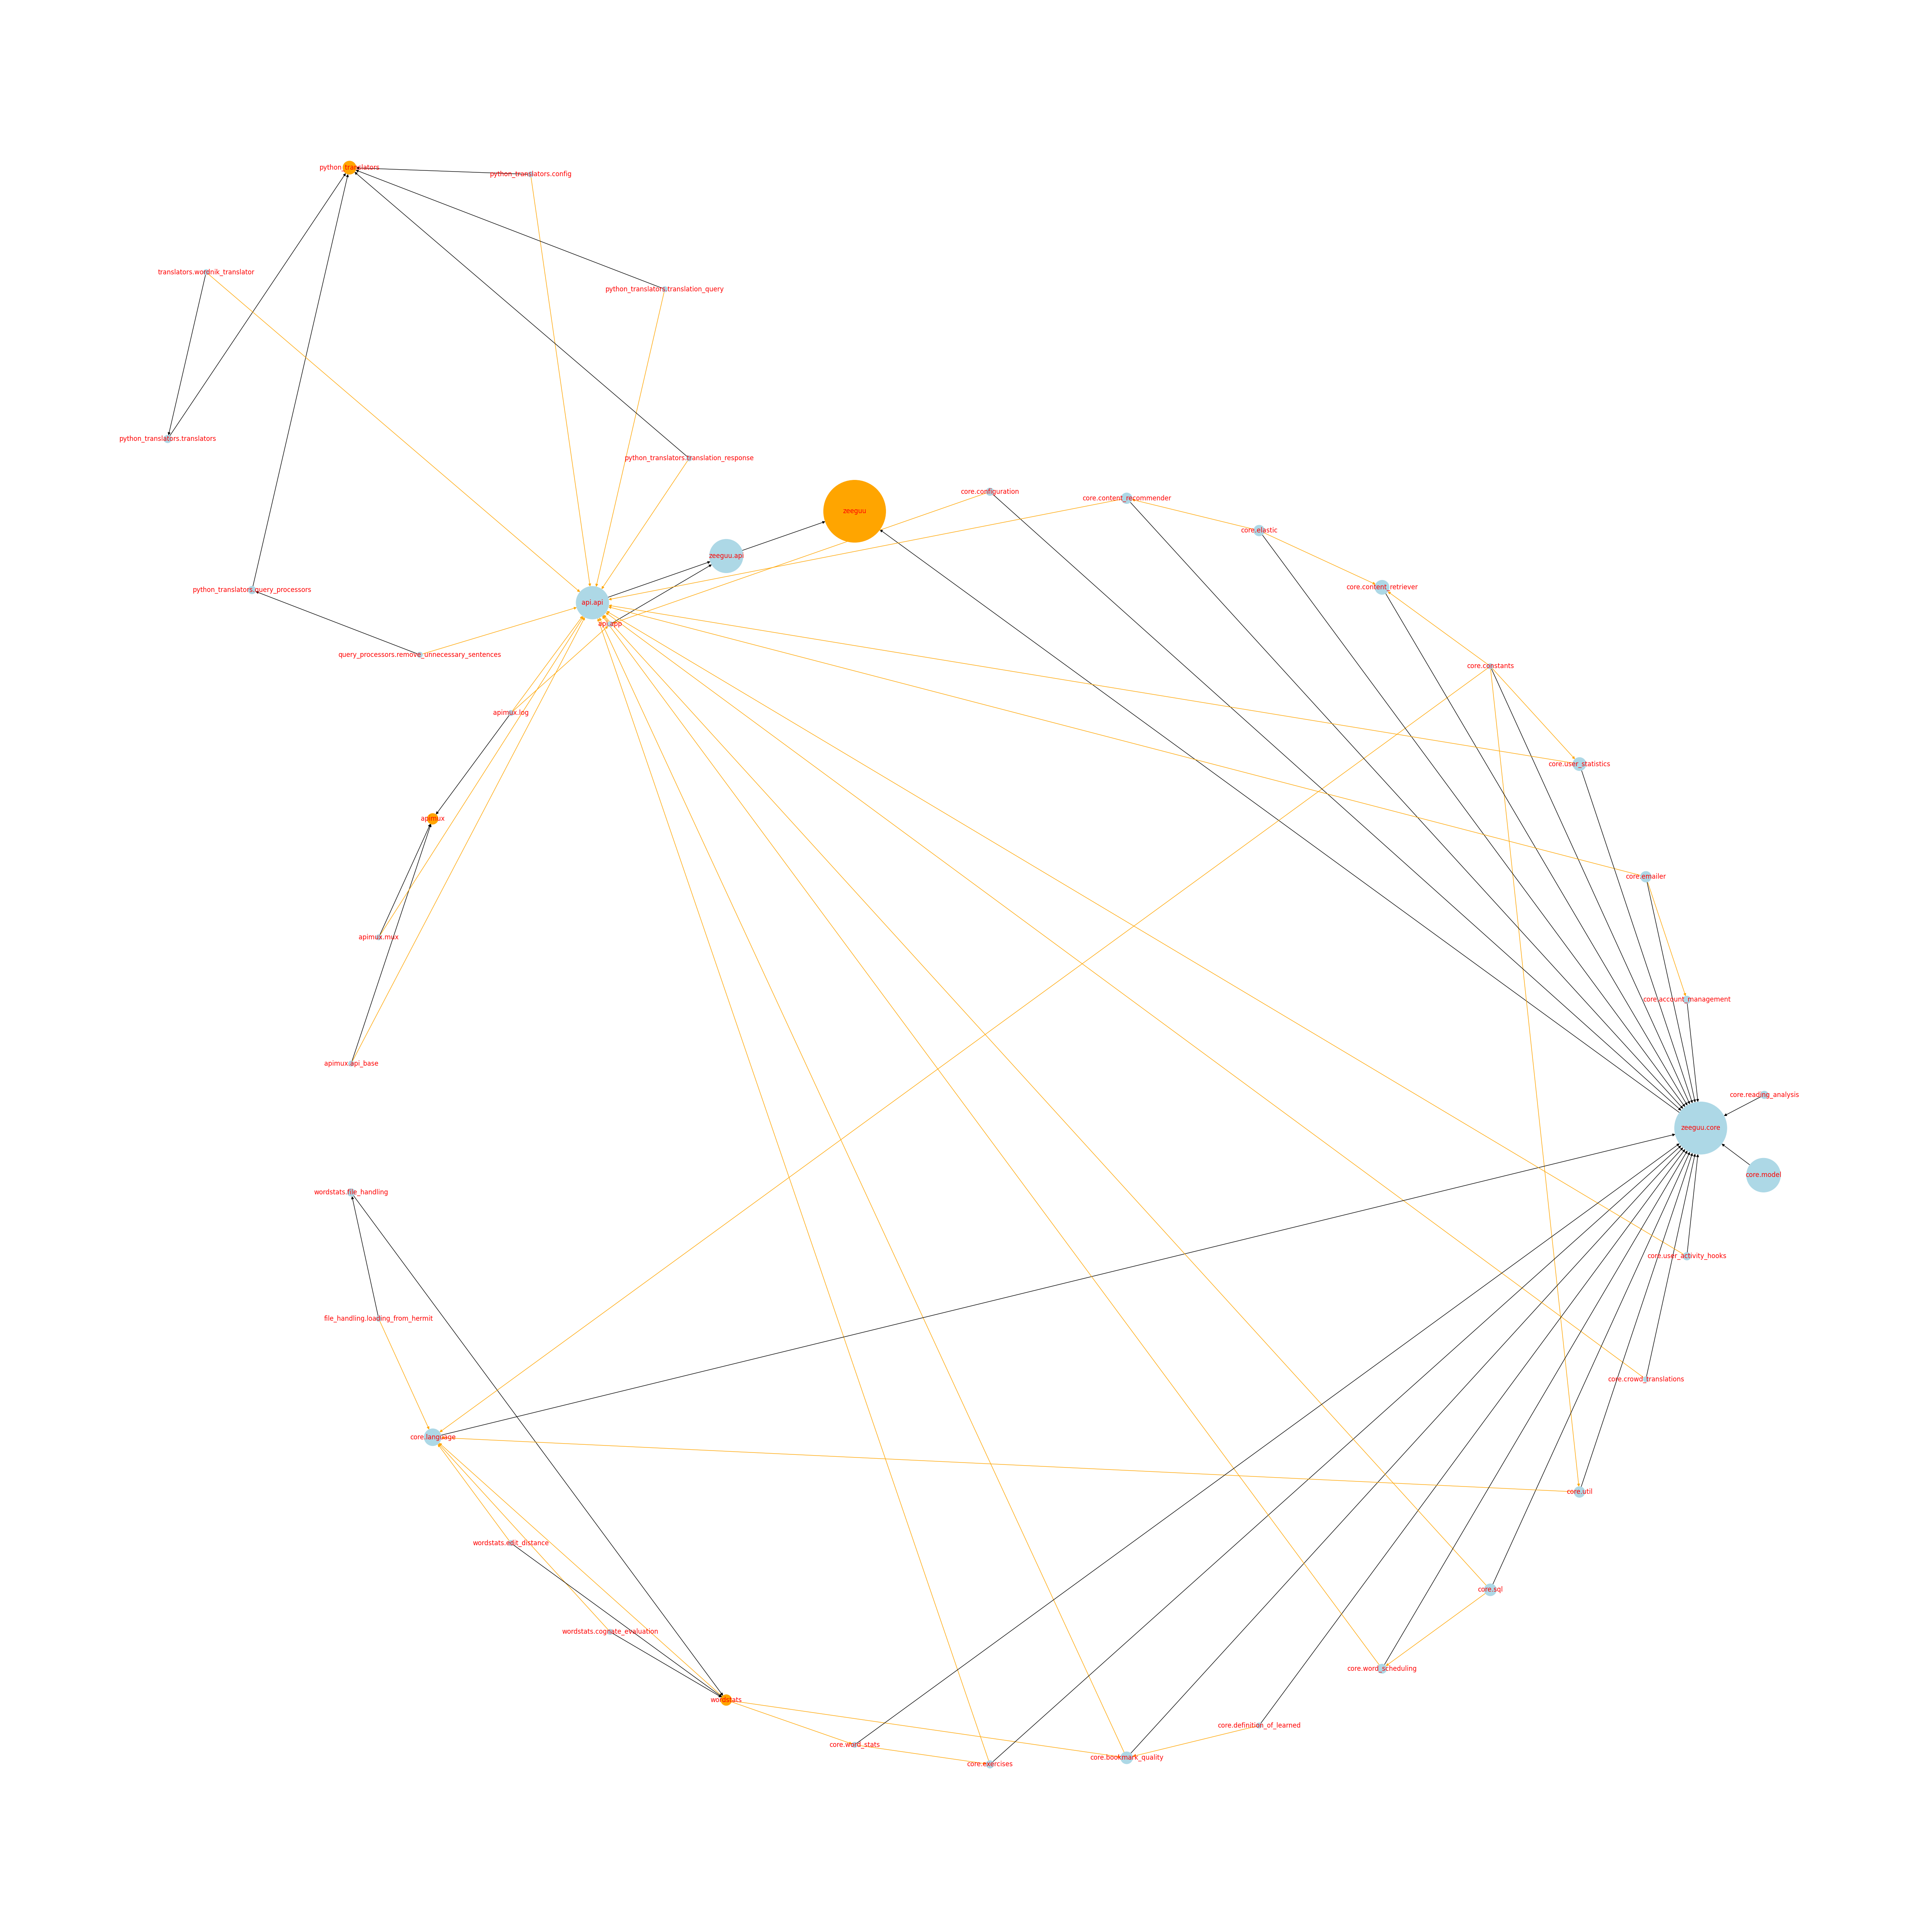 python_translators
python_translators.config
translators.wordnik_translator
python_translators.translation_query
python_translators.translators
python_translators.translation_response
core.configuration
core.content_recommender
zeeguu
core.elastic
zeeguu.api
core.content_retriever
python_translators.query_processors
api.api
api.app
query_processors.remove_unnecessary_sentences
core.constants
apimux.log
core.user_statistics
apimux
core.emailer
apimux.mux
core.account_management
apimux.api_base
core.reading_analysis
zeeguu.core
core.model
wordstats.file_handling
core.user_activity_hooks
file_handling.loading_from_hermit
core.crowd_translations
core.language
core.util
wordstats.edit_distance
core.sql
wordstats.cognate_evaluation
core.word_scheduling
wordstats
core.definition_of_learned
core.word_stats
core.bookmark_quality
core.exercises